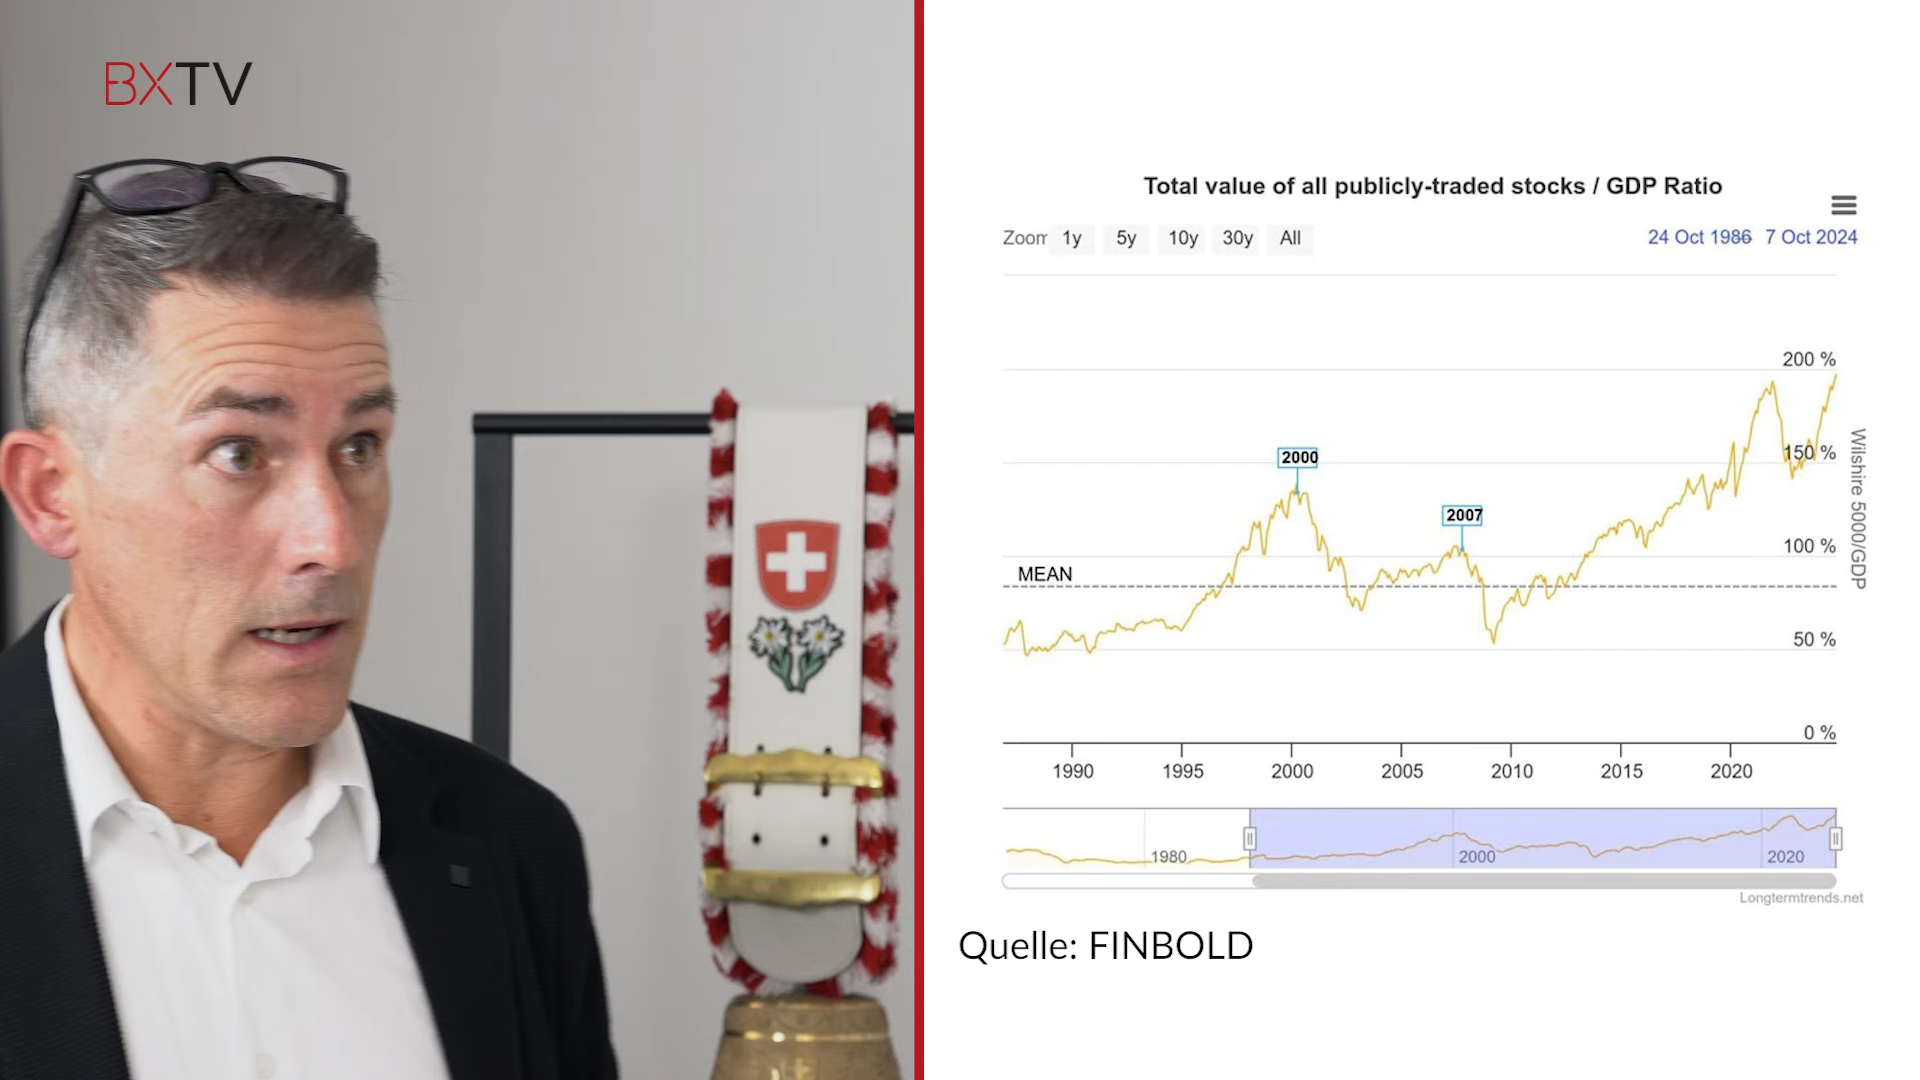 BXTV
Total value of all publicly-traded stocks / GDP Ratio
Zoom 1y 5y 10y 30y All
24 Oct 1986 7 Oct 2024
200 %
150 %
100 %
50 %
0 %
Wilshire 5000/GDP
2000
2007
MEAN
1990 1995 2000 2005 2010 2015 2020
1980 2000 2020
Longtermtrends.net
Quelle: FINBOLD